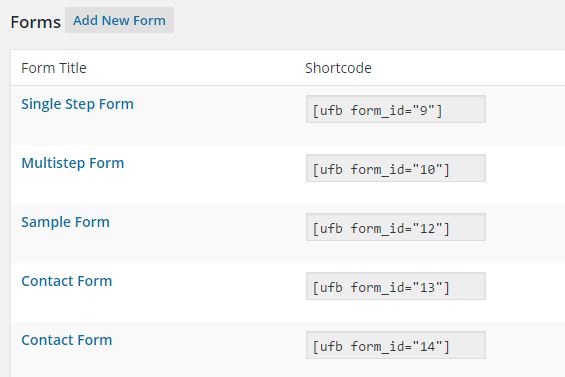 Forms Add New Form
Form Title Shortcode
Single Step Form [ufb form_id="9"]
Multistep Form [ufb form_id="10"]
Sample Form [ufb form_id="12"]
Contact Form [ufb form_id="13"]
Contact Form [ufb form_id="14"]